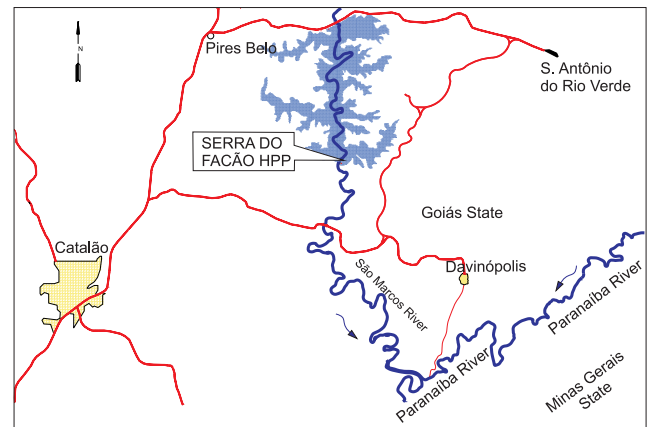 Pires Belo
N
S. Antônio
do Rio Verde
SERRA DO
FACÃO HPP
Goiás State
Catalão
São Marcos River
Davinópolis
Paranaíba River
Paranaíba River
Minas Gerais
State